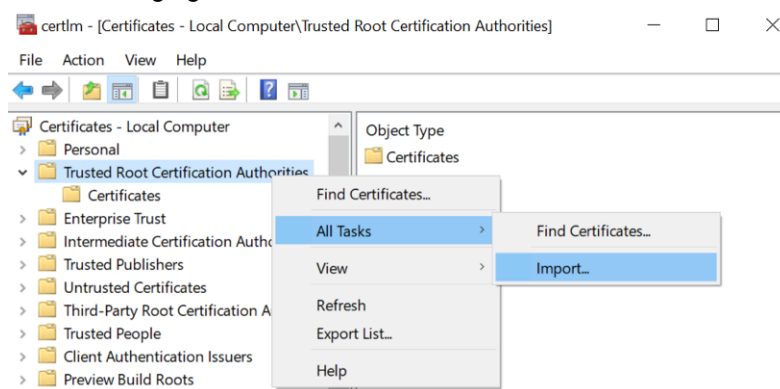 certlm - [Certificates - Local Computer\Trusted Root Certification Authorities]
File Action View Help
Certificates - Local Computer
Personal
Trusted Root Certification Authorities
Certificates
Enterprise Trust
Intermediate Certification Autho
Trusted Publishers
Untrusted Certificates
Third-Party Root Certification A
Trusted People
Client Authentication Issuers
Preview Build Roots
Object Type
Certificates
Find Certificates...
All Tasks
View
Refresh
Export List...
Help
Find Certificates...
Import...